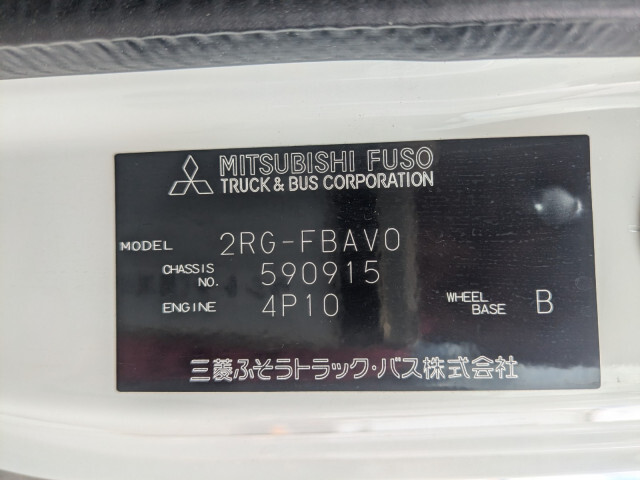 MITSUBISHI FUSO
TRUCK & BUS CORPORATION
MODEL 2RG-FBAV0
CHASSIS NO. 590915
ENGINE 4P10 WHEEL BASE B
三菱ふそうトラック・バス株式会社